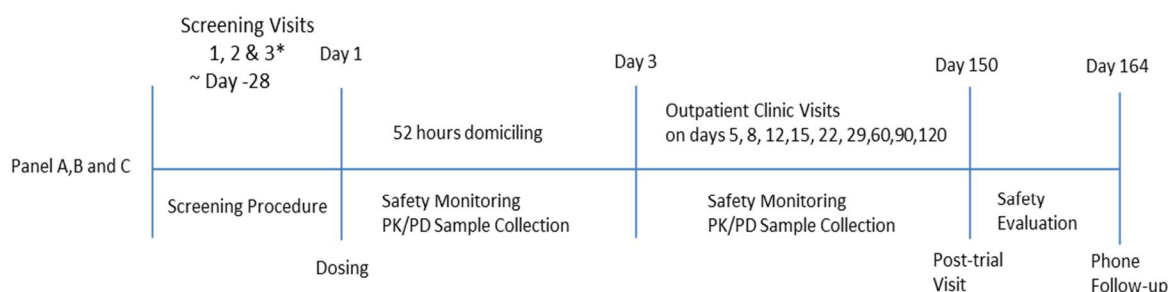 Screening Visits
1, 2 & 3*
~ Day -28
Day 1
Day 3
Day 150
Day 164
52 hours domiciling
Outpatient Clinic Visits
on days 5, 8, 12,15, 22, 29,60,90,120
Panel A,B and C
Screening Procedure
Safety Monitoring
PK/PD Sample Collection
Safety Monitoring
PK/PD Sample Collection
Safety
Evaluation
Dosing
Post-trial
Visit
Phone
Follow-up